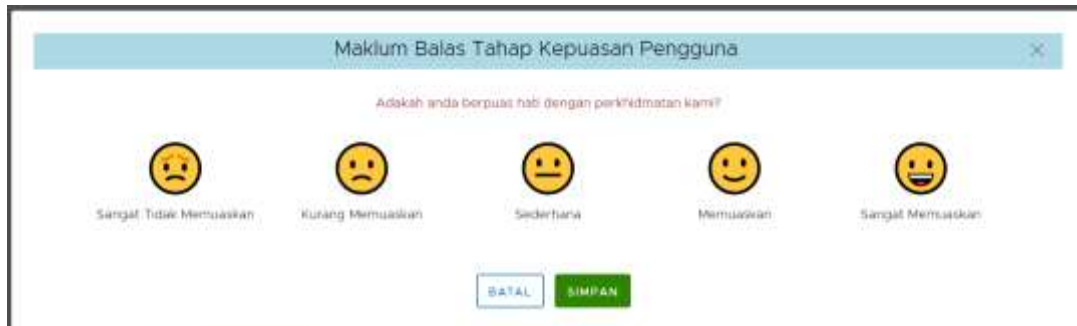 Maklum Balas Tahap Kepuasan Pengguna
Adakah anda berpuas hati dengan perkhidmatan kami?
Sangat Tidak Memuaskan
Kurang Memuaskan
Sederhana
Memuaskan
Sangat Memuaskan
BATAL
SIMPAN